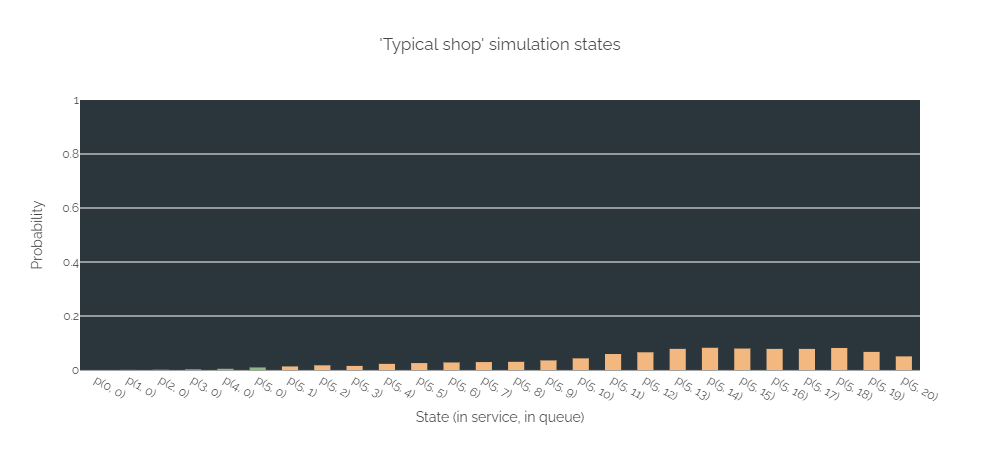 'Typical shop' simulation states
1
0.8
0.6
0.4
0.2
0
Probability
p(0, 0)
p(1, 0)
p(2, 0)
p(3, 0)
p(4, 0)
p(5, 0)
p(5, 1)
p(5, 2)
p(5, 3)
p(5, 4)
p(5, 5)
p(5, 6)
p(5, 7)
p(5, 8)
p(5, 9)
p(5, 10)
p(5, 11)
p(5, 12)
p(5, 13)
p(5, 14)
p(5, 15)
p(5, 16)
p(5, 17)
p(5, 18)
p(5, 19)
p(5, 20)
State (in service, in queue)